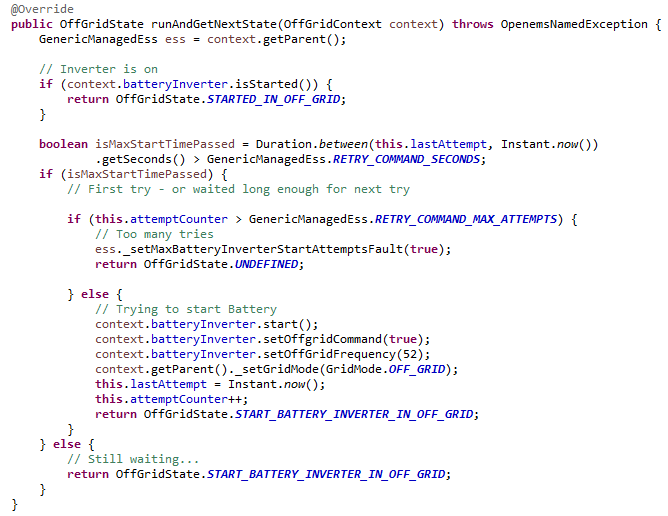 @Override
public OffGridState runAndGetNextState(OffGridContext context) throws OpenemsNamedException {
    GenericManagedEss ess = context.getParent();

    // Inverter is on
    if (context.batteryInverter.isStarted()) {
        return OffGridState.STARTED_IN_OFF_GRID;
    }

    boolean isMaxStartTimePassed = Duration.between(this.lastAttempt, Instant.now())
            .getSeconds() > GenericManagedEss.RETRY_COMMAND_SECONDS;
    if (isMaxStartTimePassed) {
        // First try - or waited long enough for next try

        if (this.attemptCounter > GenericManagedEss.RETRY_COMMAND_MAX_ATTEMPTS) {
            // Too many tries
            ess._setMaxBatteryInverterStartAttemptsFault(true);
            return OffGridState.UNDEFINED;

        } else {
            // Trying to start Battery
            context.batteryInverter.start();
            context.batteryInverter.setOffgridCommand(true);
            context.batteryInverter.setOffGridFrequency(52);
            context.getParent()._setGridMode(GridMode.OFF_GRID);
            this.lastAttempt = Instant.now();
            this.attemptCounter++;
            return OffGridState.START_BATTERY_INVERTER_IN_OFF_GRID;
        }
    } else {
        // Still waiting...
        return OffGridState.START_BATTERY_INVERTER_IN_OFF_GRID;
    }
}